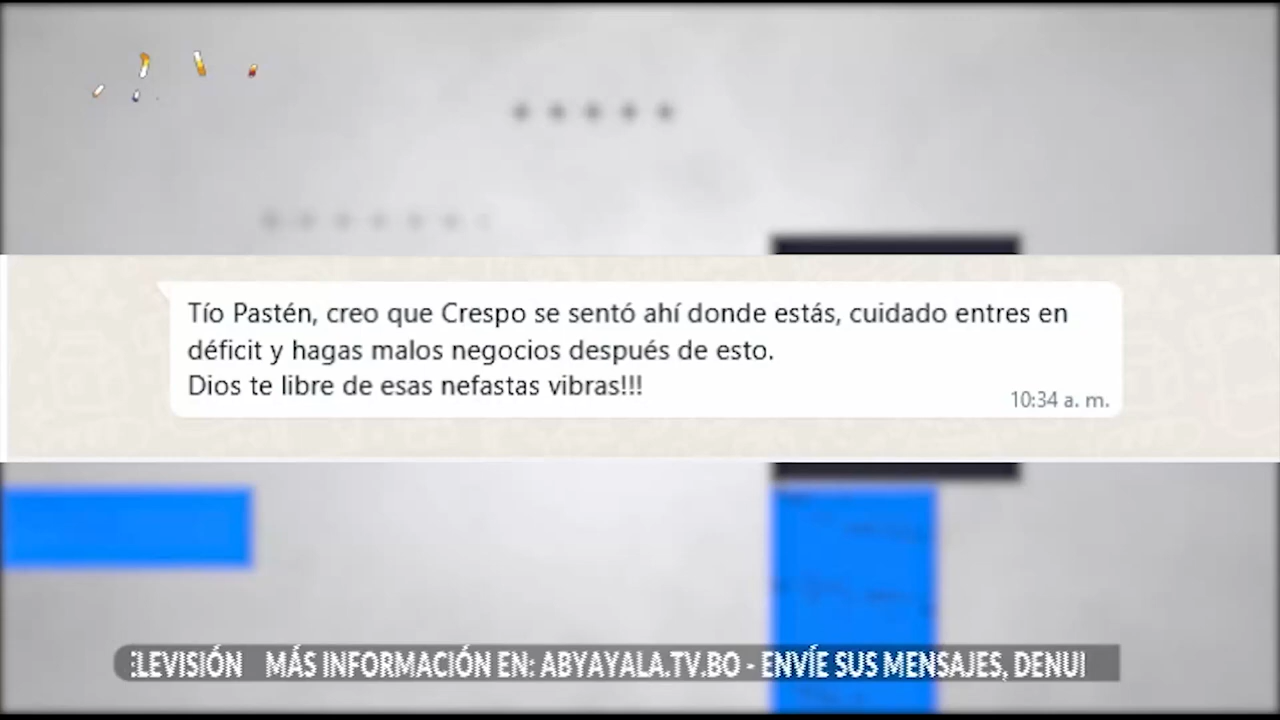 Tío Pastén, creo que Crespo se sentó ahí donde estás, cuidado entres en
déficit y hagas malos negocios después de esto.
Dios te libre de esas nefastas vibras!!!
10:34 a. m.
ELEVISIÓN MÁS INFORMACIÓN EN: ABYAYALA.TV.BO - ENVÍE SUS MENSAJES, DENU